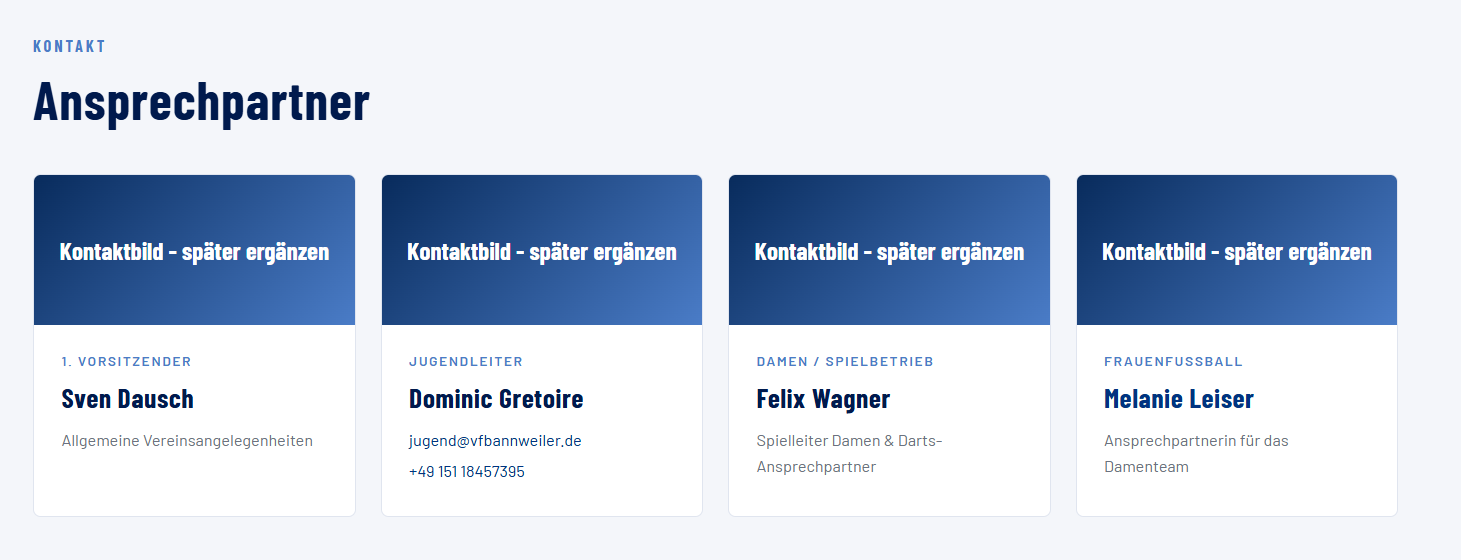 KONTAKT
Ansprechpartner
Kontaktbild - später ergänzen
1. VORSITZENDER
Sven Dausch
Allgemeine Vereinsangelegenheiten
Kontaktbild - später ergänzen
JUGENDLEITER
Dominic Gretoire
jugend@vfbannweiler.de
+49 151 18457395
Kontaktbild - später ergänzen
DAMEN / SPIELBETRIEB
Felix Wagner
Spielleiter Damen & Darts-
Ansprechpartner
Kontaktbild - später ergänzen
FRAUENFUSSBALL
Melanie Leiser
Ansprechpartnerin für das
Damenteam